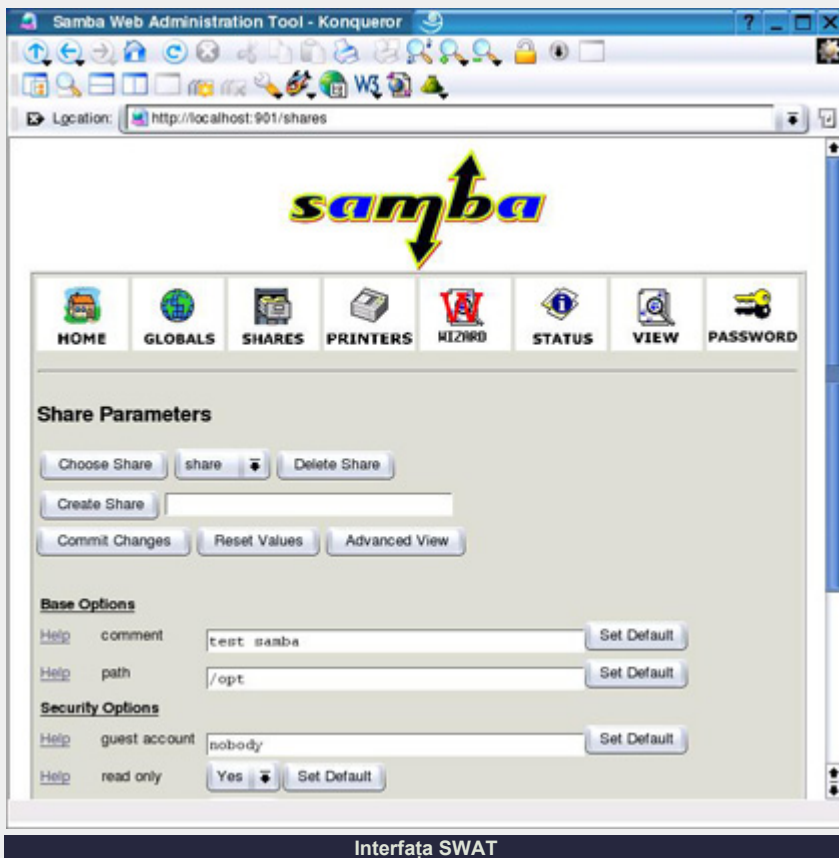 Samba Web Administration Tool - Konqueror
Location: http://localhost:901/shares
samba
HOME GLOBALS SHARES PRINTERS WIZARD STATUS VIEW PASSWORD
Share Parameters
Choose Share share Delete Share
Create Share
Commit Changes Reset Values Advanced View
Base Options
Help comment test samba Set Default
Help path /opt Set Default
Security Options
Help guest account nobody Set Default
Help read only Yes Set Default
Interfața SWAT